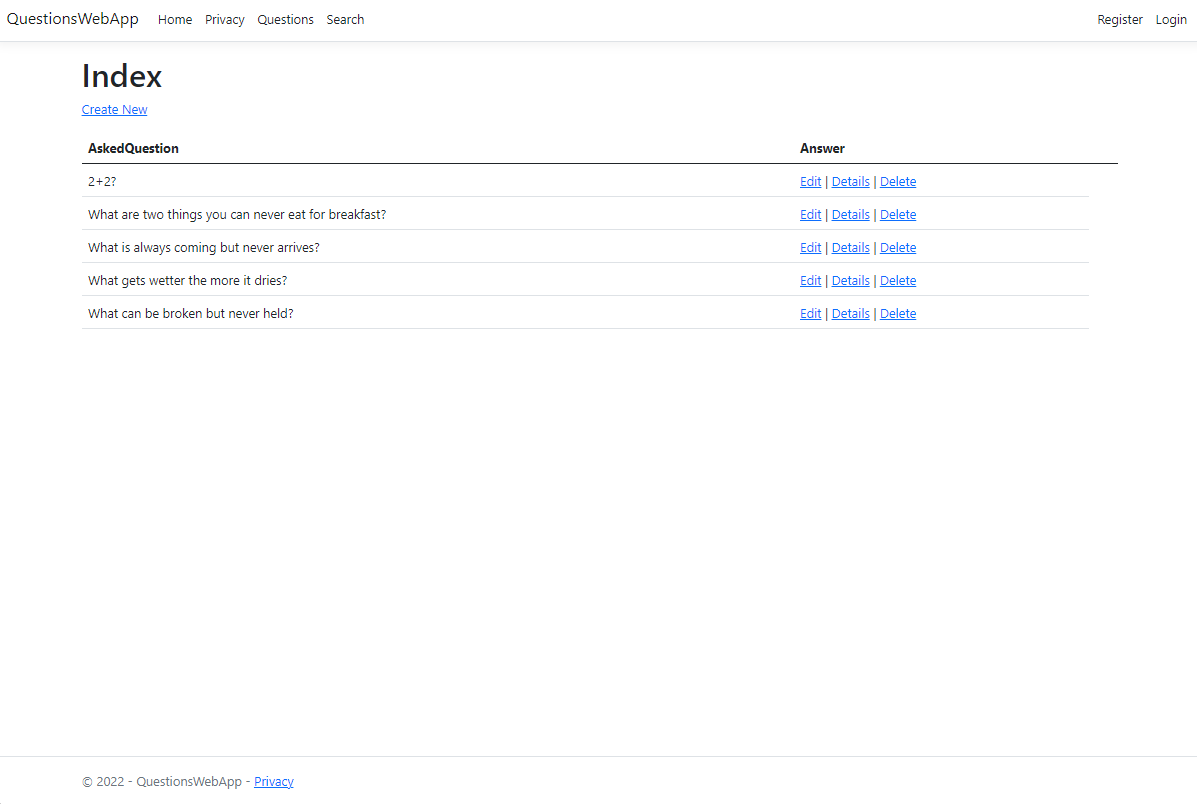 QuestionsWebApp Home Privacy Questions Search Register Login
Index
Create New
AskedQuestion Answer
2+2? Edit | Details | Delete
What are two things you can never eat for breakfast? Edit | Details | Delete
What is always coming but never arrives? Edit | Details | Delete
What gets wetter the more it dries? Edit | Details | Delete
What can be broken but never held? Edit | Details | Delete
© 2022 - QuestionsWebApp - Privacy